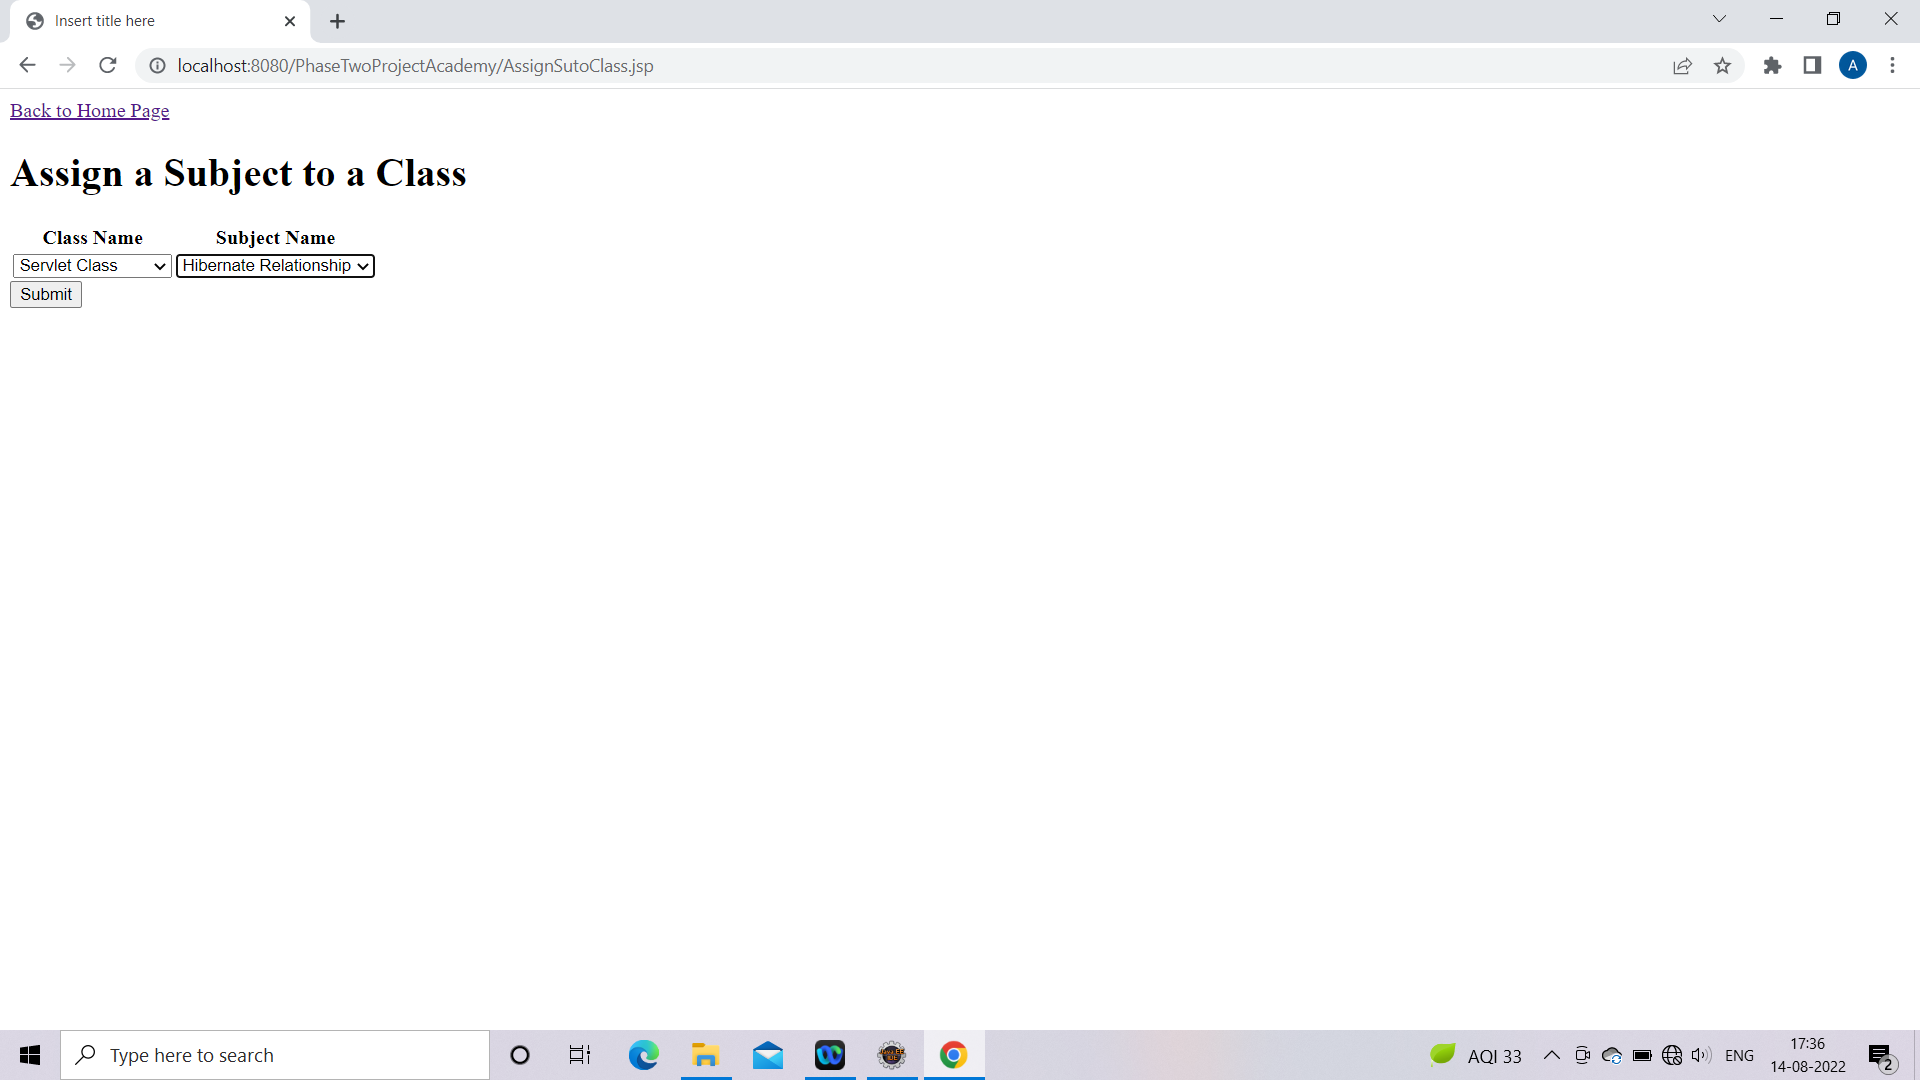 Insert title here
localhost:8080/PhaseTwoProjectAcademy/AssignSutoClass.jsp
A
Back to Home Page
Assign a Subject to a Class
Class Name Subject Name
Servlet Class Hibernate Relationship
Submit
Type here to search
AQI 33
ENG
17:36
14-08-2022
2